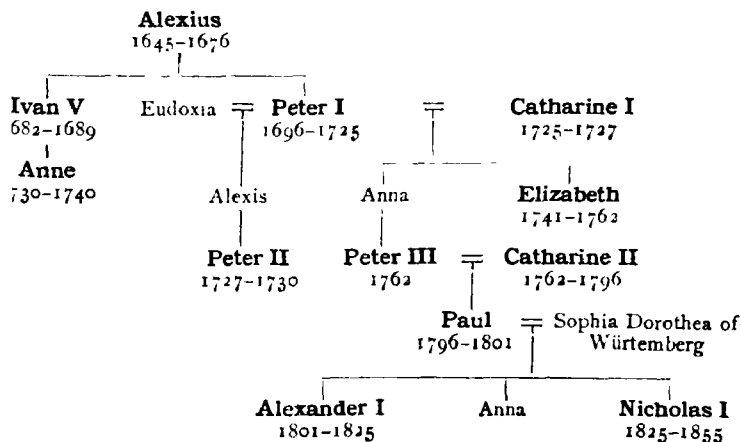 Alexius
1645–1676
Ivan V Eudoxia = Peter I = Catharine I
682–1689 1696–1725 1725–1727
Anne
730–1740
Alexis Anna Elizabeth
1741–1762
Peter II Peter III = Catharine II
1727–1730 1762 1762–1796
Paul = Sophia Dorothea of
1796–1801 Würtemberg
Alexander I Anna Nicholas I
1801–1825 1825–1855